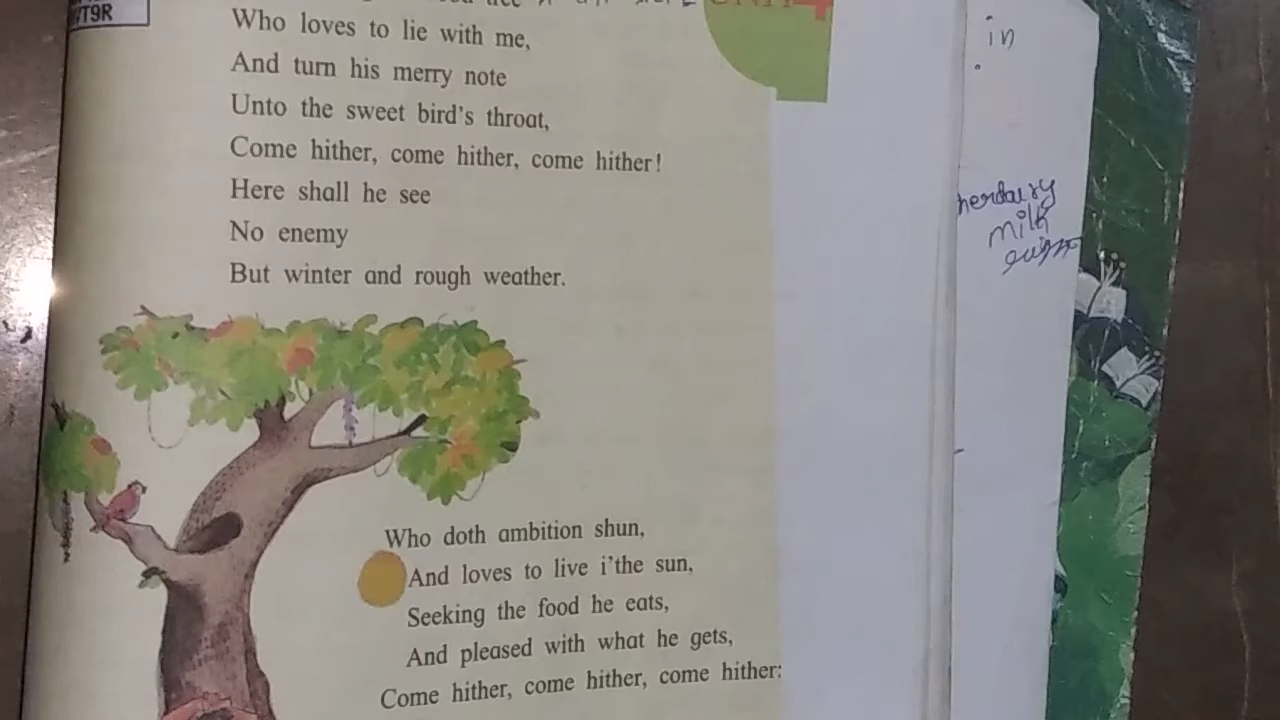 T9R
Who loves to lie with me,
And turn his merry note
Unto the sweet bird's throat,
Come hither, come hither, come hither!
Here shall he see
No enemy
But winter and rough weather.
Who doth ambition shun,
And loves to live i'the sun,
Seeking the food he eats,
And pleased with what he gets,
Come hither, come hither, come hither:
in
milk